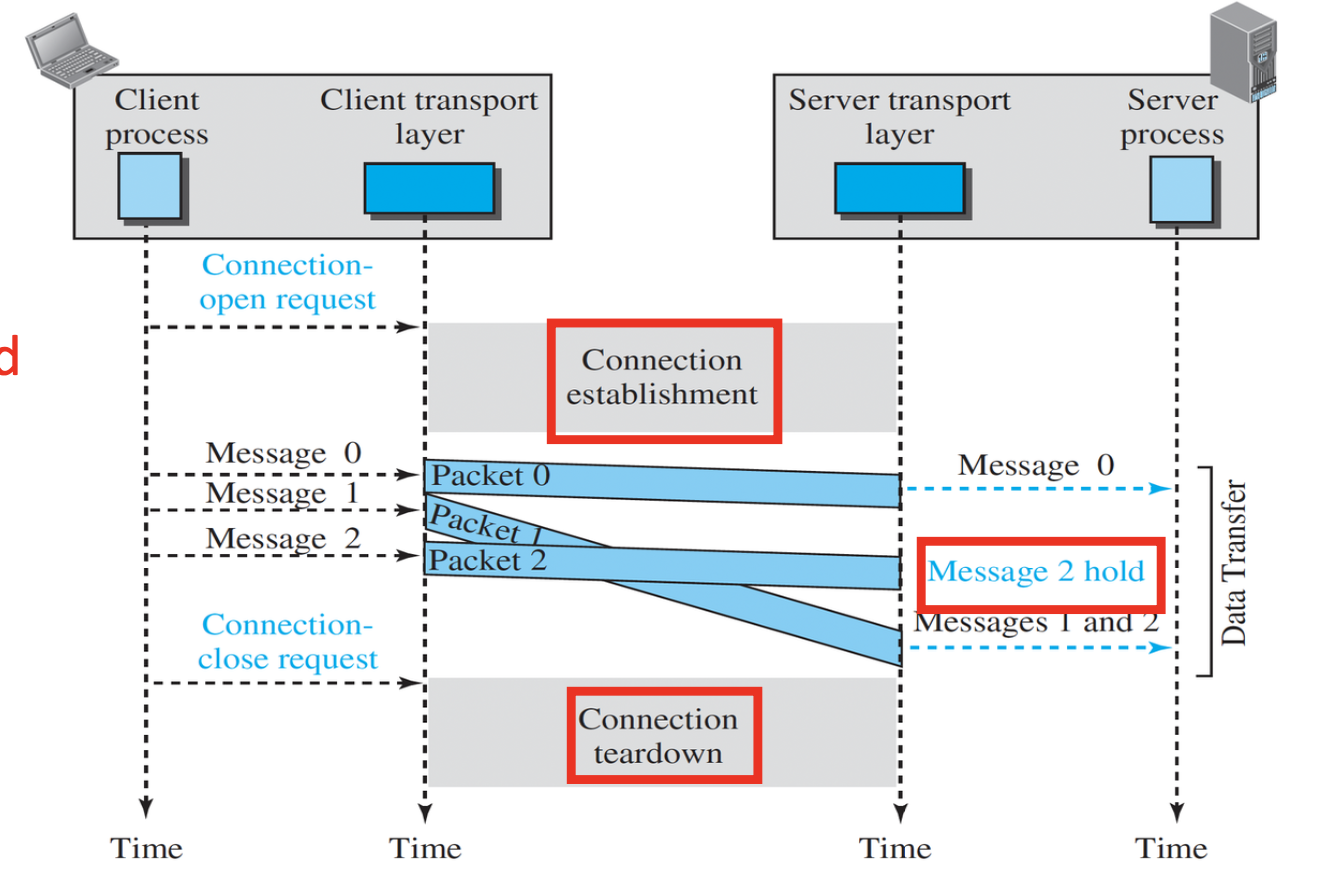 Client
process
Client transport
layer
Server transport
layer
Server
process
Connection-
open request
d
Connection
establishment
Message 0
Message 1
Message 2
Packet 0
Packet 1
Packet 2
Message 0
Message 2 hold
Messages 1 and 2
Data Transfer
Connection-
close request
Connection
teardown
Time
Time
Time
Time